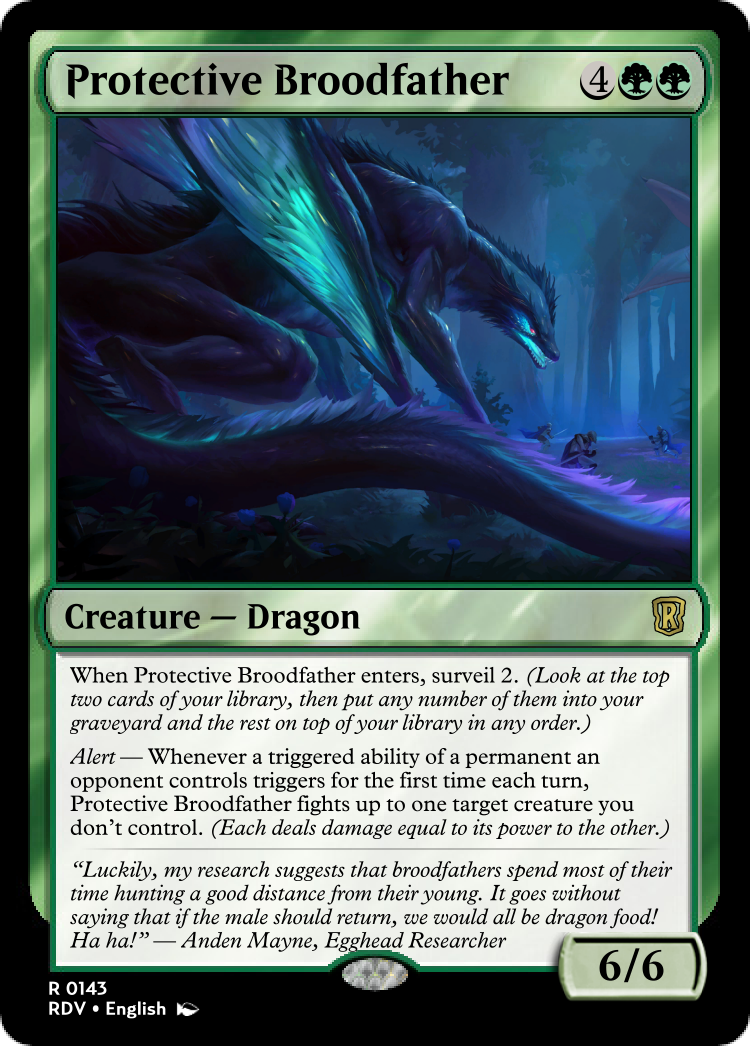 Protective Broodfather 4
Creature — Dragon R
When Protective Broodfather enters, surveil 2. (Look at the top
two cards of your library, then put any number of them into your
graveyard and the rest on top of your library in any order.)
Alert — Whenever a triggered ability of a permanent an
opponent controls triggers for the first time each turn,
Protective Broodfather fights up to one target creature you
don't control. (Each deals damage equal to its power to the other.)
“Luckily, my research suggests that broodfathers spend most of their
time hunting a good distance from their young. It goes without
saying that if the male should return, we would all be dragon food!
Ha ha!” — Anden Mayne, Egghead Researcher
6/6
R 0143
RDV • English